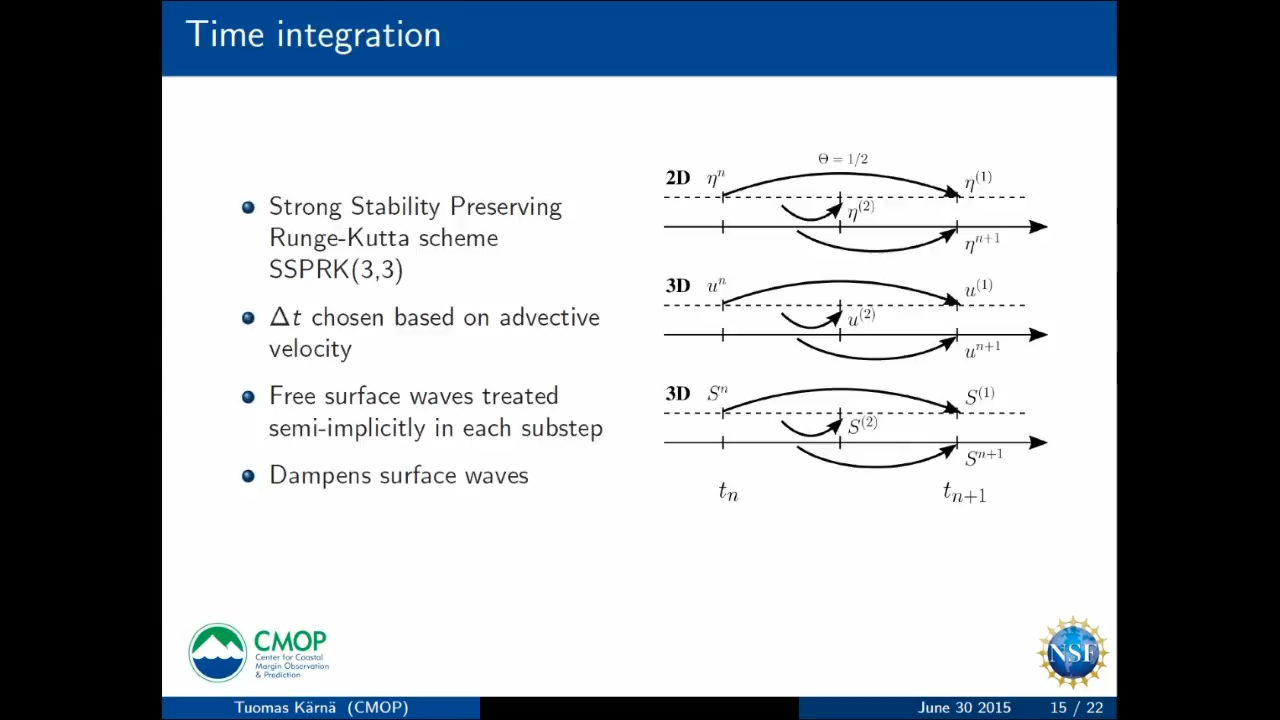 Time integration
Strong Stability Preserving
Runge-Kutta scheme
SSPRK(3,3)
Δt chosen based on advective
velocity
Free surface waves treated
semi-implicitly in each substep
Dampens surface waves
Θ = 1/2
2D η^n η^(1)
η^(2)
η^{n+1}
3D u^n u^(1)
u^(2)
u^{n+1}
3D S^n S^(1)
S^(2)
S^{n+1}
t_n t_{n+1}
CMOP
Center for Coastal
Margin Observation
& Prediction
NSF
Tuomas Kärnä (CMOP) June 30 2015 15 / 22